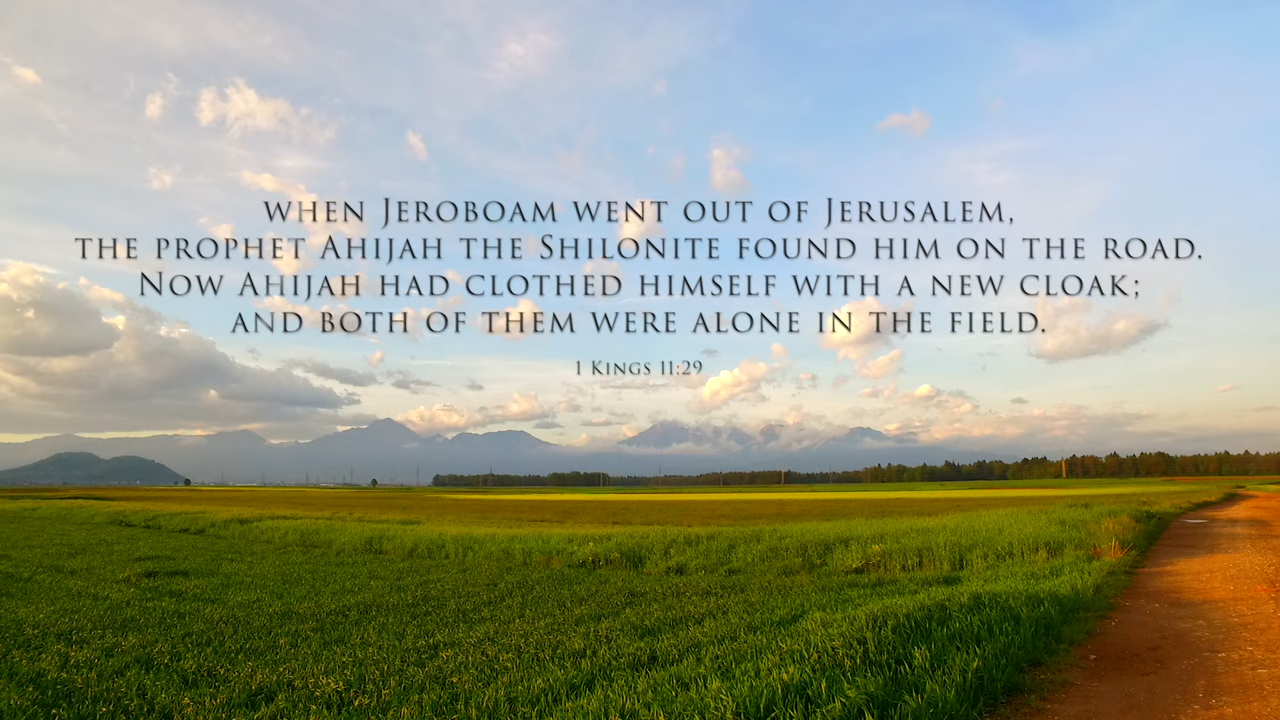 when Jeroboam went out of Jerusalem,
the prophet Ahijah the Shilonite found him on the road.
Now Ahijah had clothed himself with a new cloak;
and both of them were alone in the field.
1 Kings 11:29